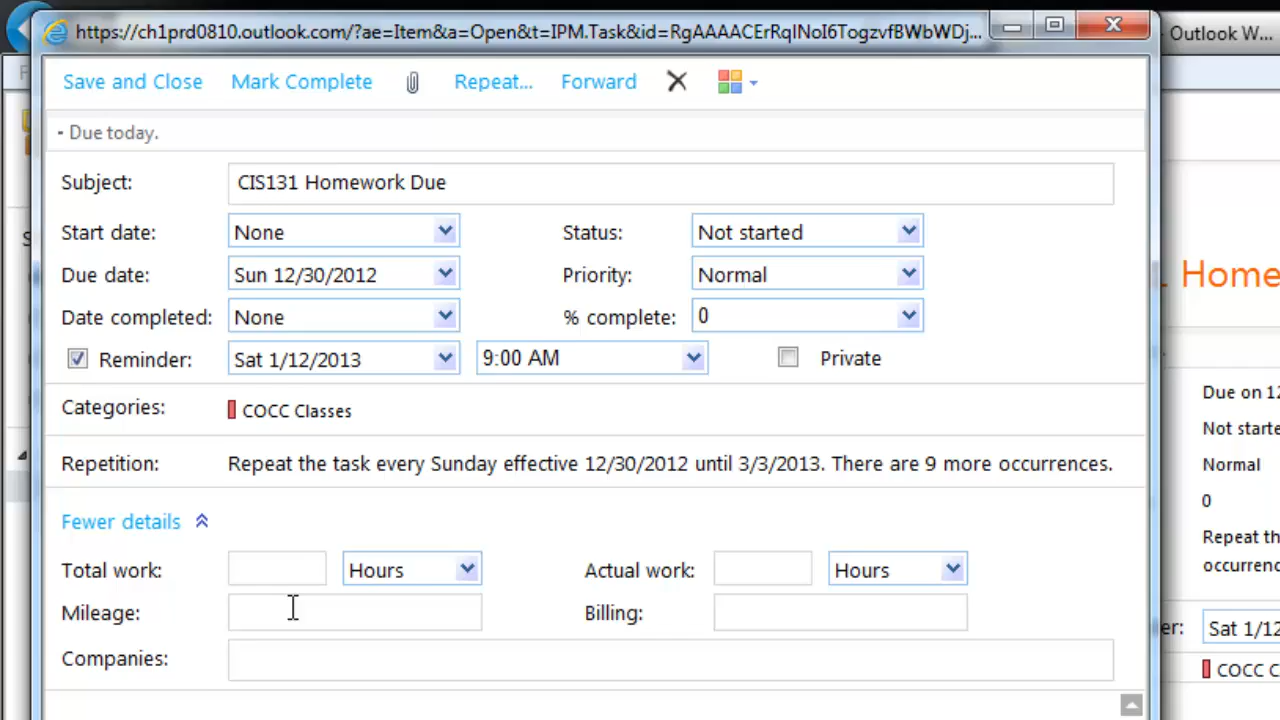 https://ch1prd0810.outlook.com/?ae=Item&a=Open&t=IPM.Task&id=RgAAAACErRqlNoI6TogzvfBWbWDj...
- Outlook W...
Save and Close Mark Complete Repeat... Forward
- Due today.
Subject: CIS131 Homework Due
Start date: None Status: Not started
Due date: Sun 12/30/2012 Priority: Normal
Date completed: None % complete: 0
Reminder: Sat 1/12/2013 9:00 AM Private
Categories: COCC Classes
Repetition: Repeat the task every Sunday effective 12/30/2012 until 3/3/2013. There are 9 more occurrences.
Fewer details
Total work: Hours Actual work: Hours
Mileage: Billing:
Companies:
Home
Due on 12
Not starte
Normal
0
Repeat th
occurrenc
er: Sat 1/12
COCC C